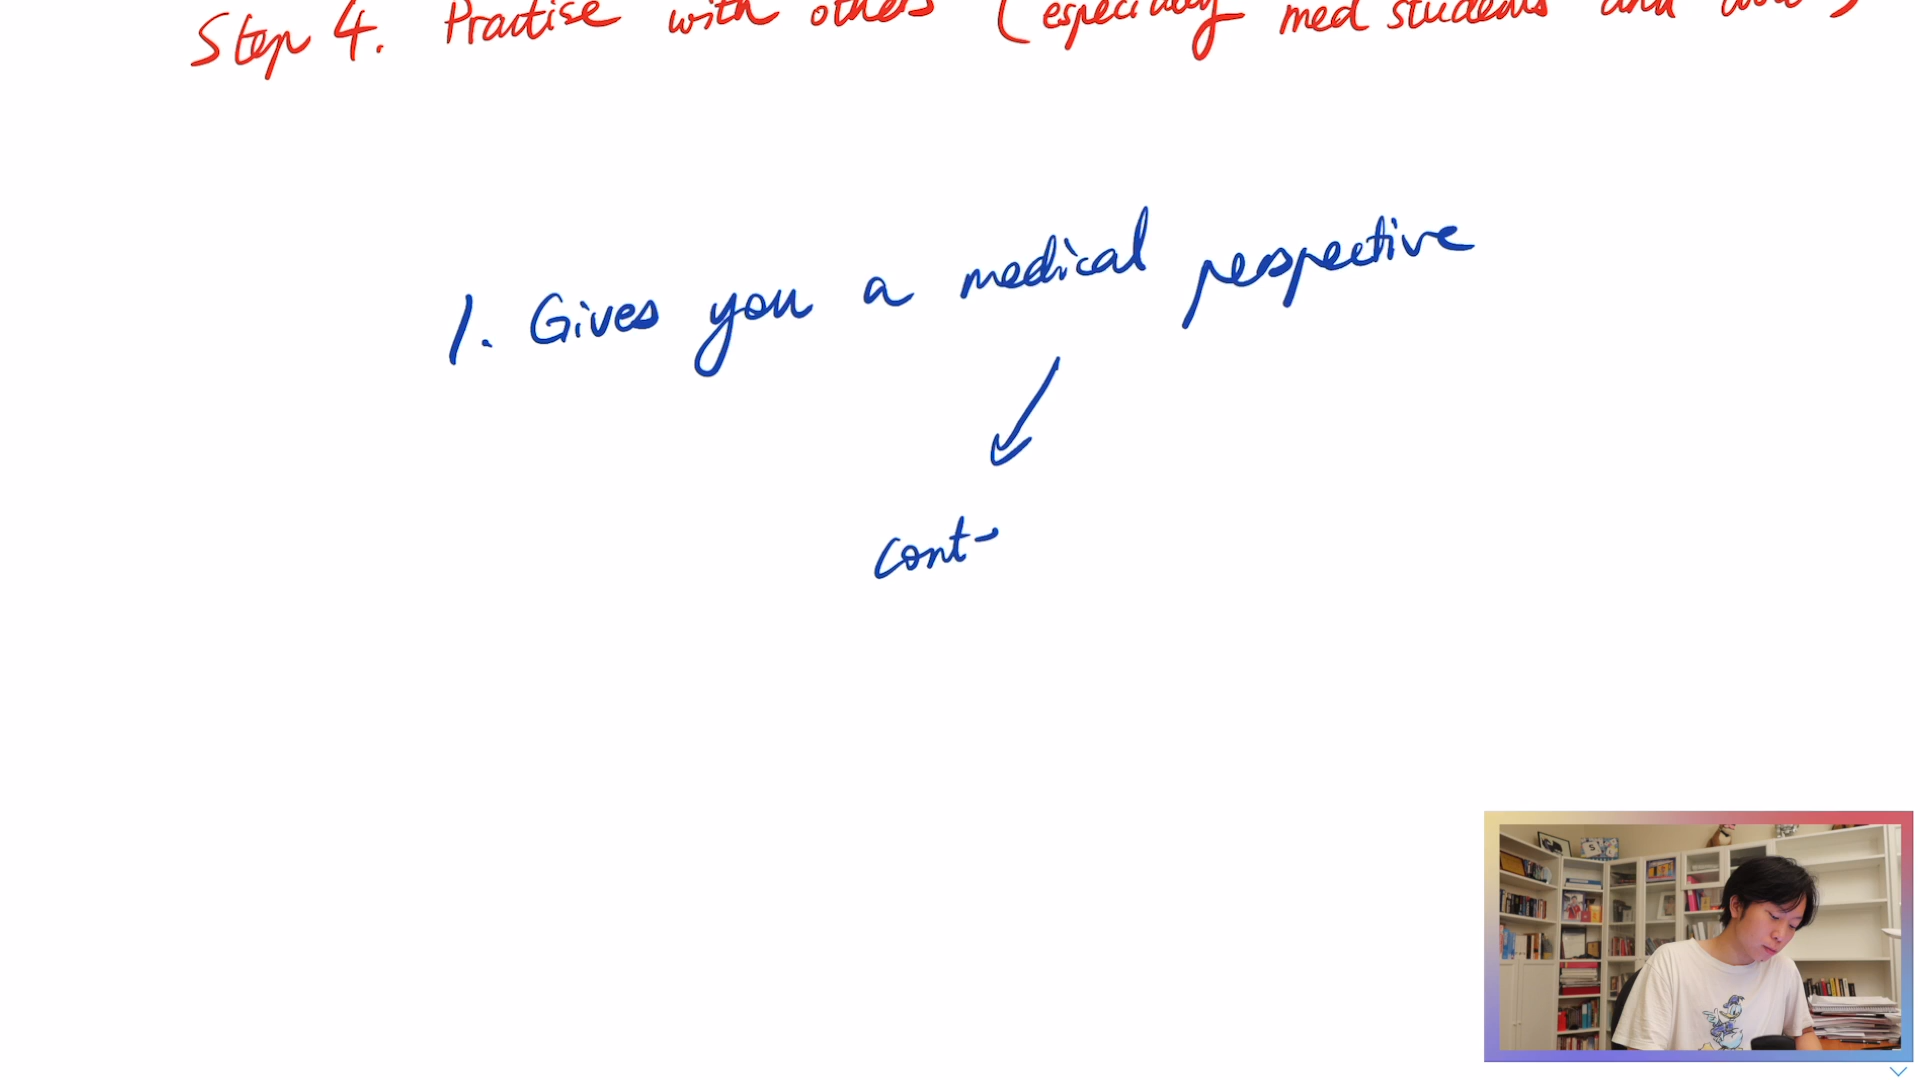 Step 4. Practise with others (especially med students and
1. Gives you a medical perspective
cont-